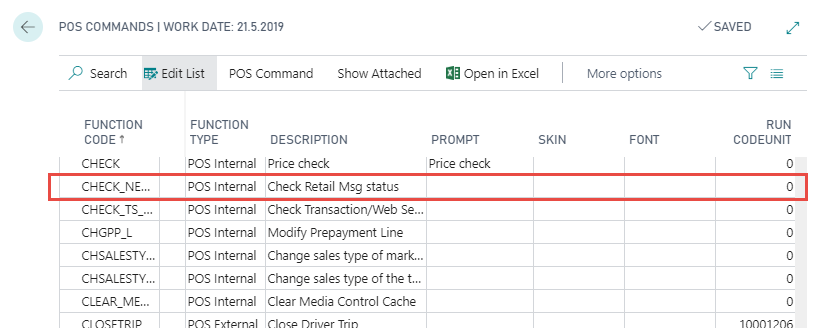 POS COMMANDS | WORK DATE: 21.5.2019
SAVED
Search Edit List POS Command Show Attached Open in Excel More options
FUNCTION CODE ↑ FUNCTION TYPE DESCRIPTION PROMPT SKIN FONT RUN CODEUNIT
CHECK POS Internal Price check Price check 0
CHECK_NE... POS Internal Check Retail Msg status 0
CHECK_TS_... POS Internal Check Transaction/Web Se... 0
CHGPP_L POS Internal Modify Prepayment Line 0
CHSALESTY... POS Internal Change sales type of mark... 0
CHSALESTY... POS Internal Change sales type of the t... 0
CLEAR_ME... POS Internal Clear Media Control Cache 0
CLOSETRIP POS External Close Driver Trip 10001206